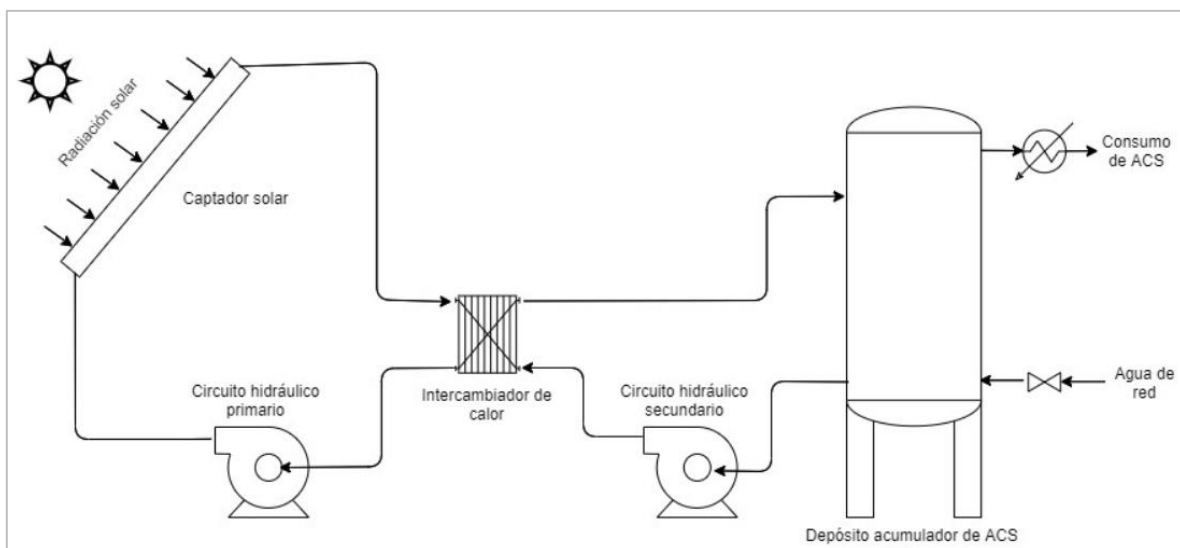 Radiación solar
Captador solar
Consumo
de ACS
Circuito hidráulico
primario
Intercambiador de
calor
Circuito hidráulico
secundario
Agua de
red
Depósito acumulador de ACS